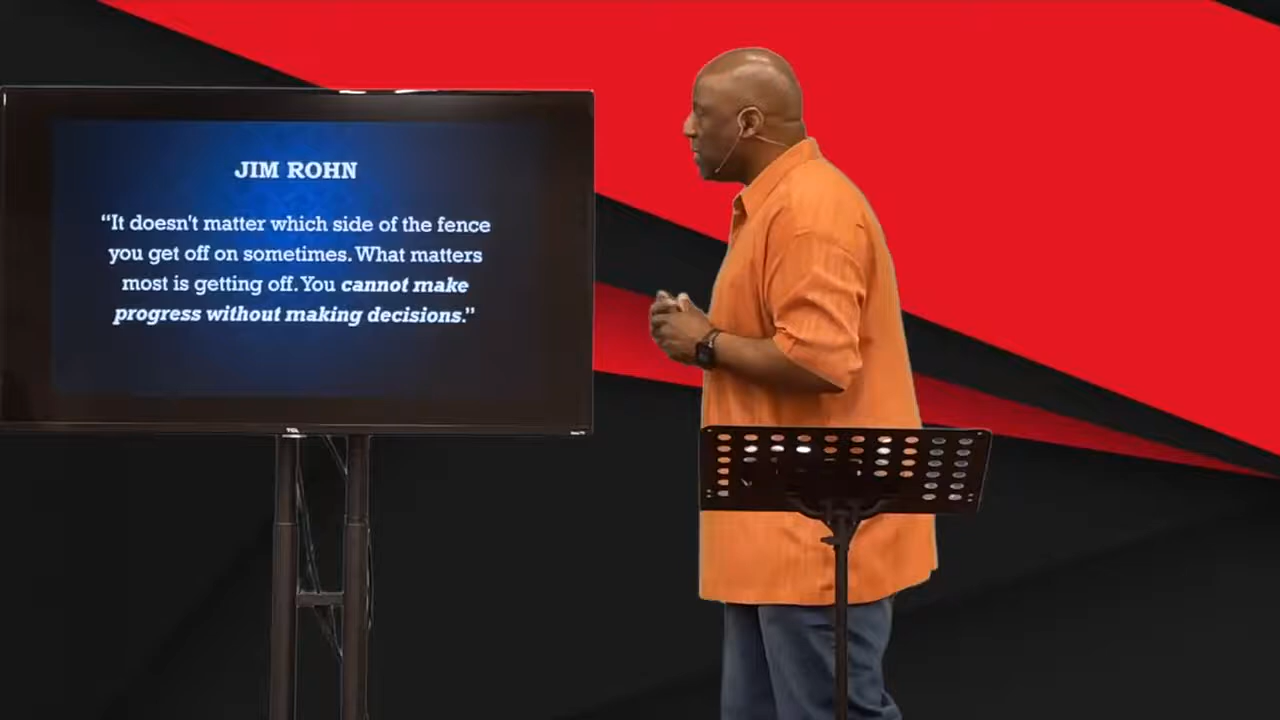 JIM ROHN
“It doesn't matter which side of the fence
you get off on sometimes. What matters
most is getting off. You cannot make
progress without making decisions.”
TCL